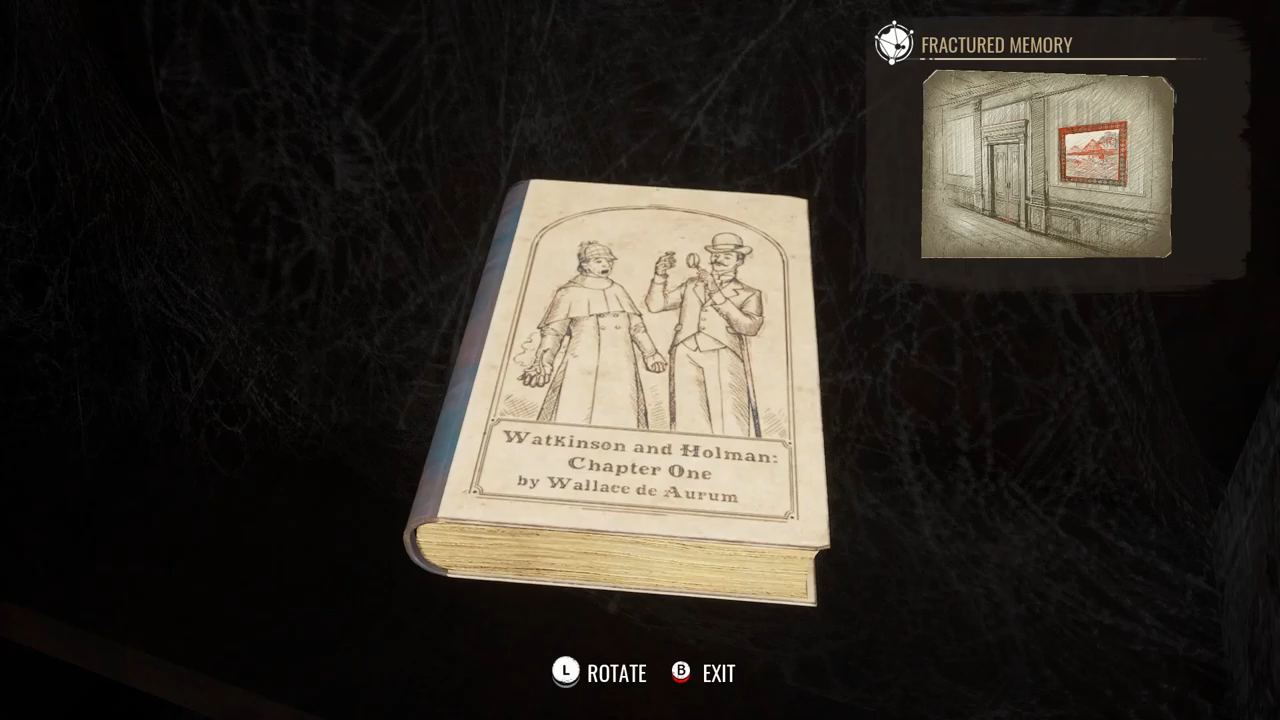 FRACTURED MEMORY
Watkinson and Holman:
Chapter One
by Wallace de Aurum
L ROTATE B EXIT